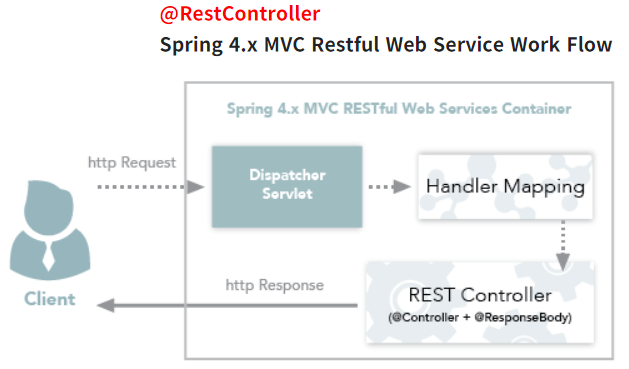 @RestController
Spring 4.x MVC Restful Web Service Work Flow
Spring 4.x MVC RESTful Web Services Container
http Request
Dispatcher
Servlet
Handler Mapping
Client
http Response
REST Controller
(@Controller + @ResponseBody)